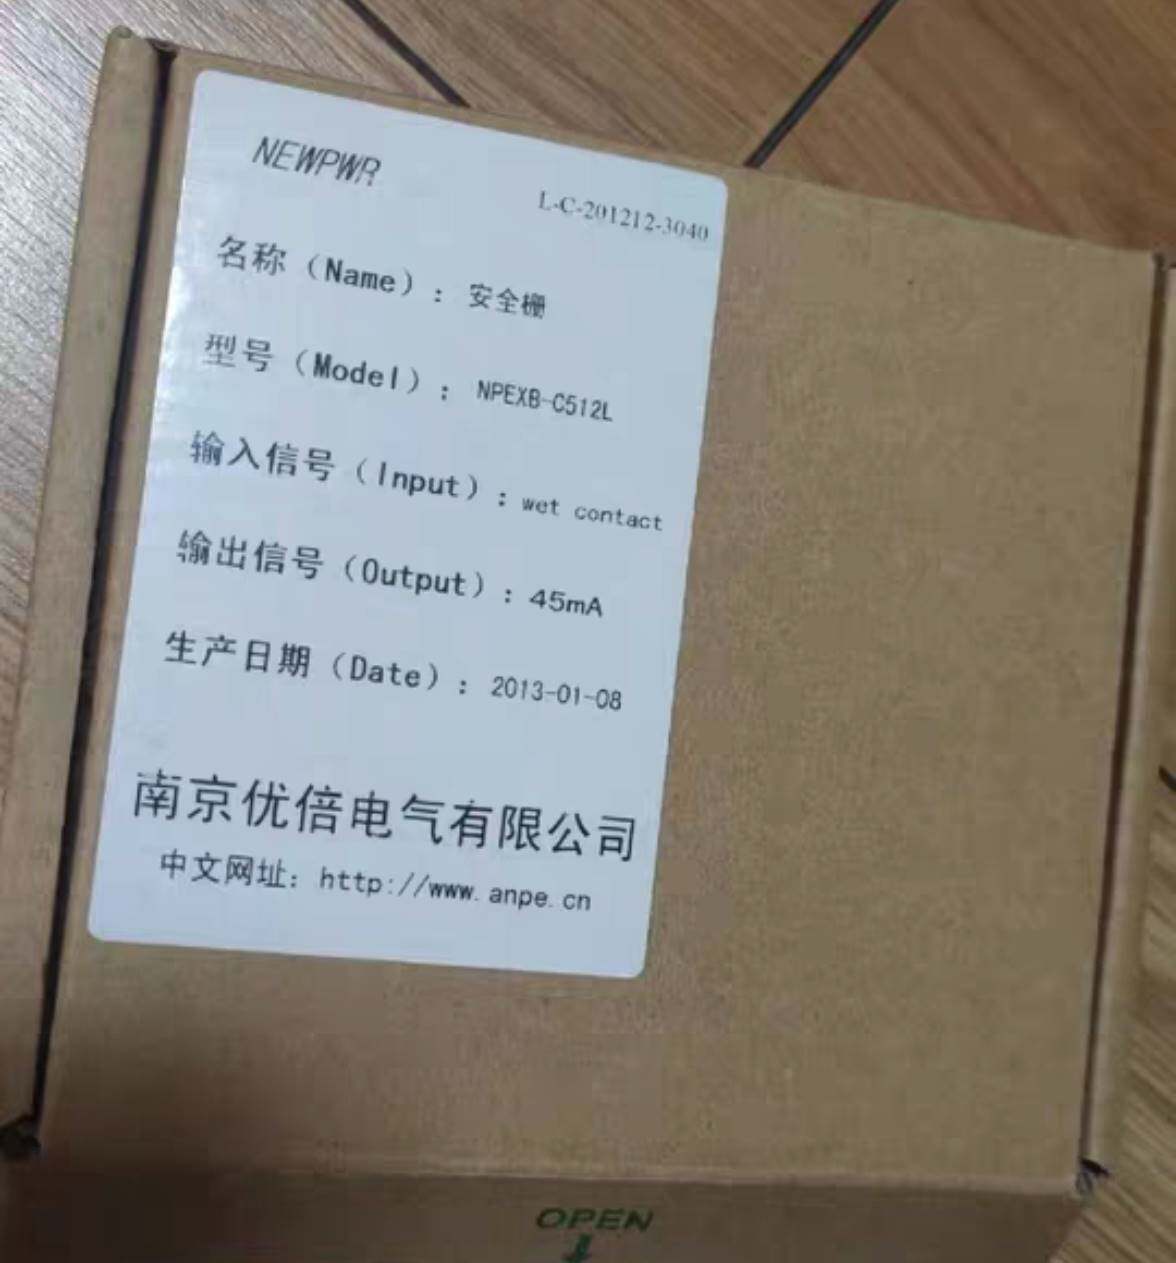 NEWPWR
L-C-201212-3040
名称（Name）：安全栅
型号（Model）：NPEXB-C512L
输入信号（Input）：wet contact
输出信号（Output）：45mA
生产日期（Date）：2013-01-08
南京优倍电气有限公司
中文网址：http://www.anpe.cn
OPEN